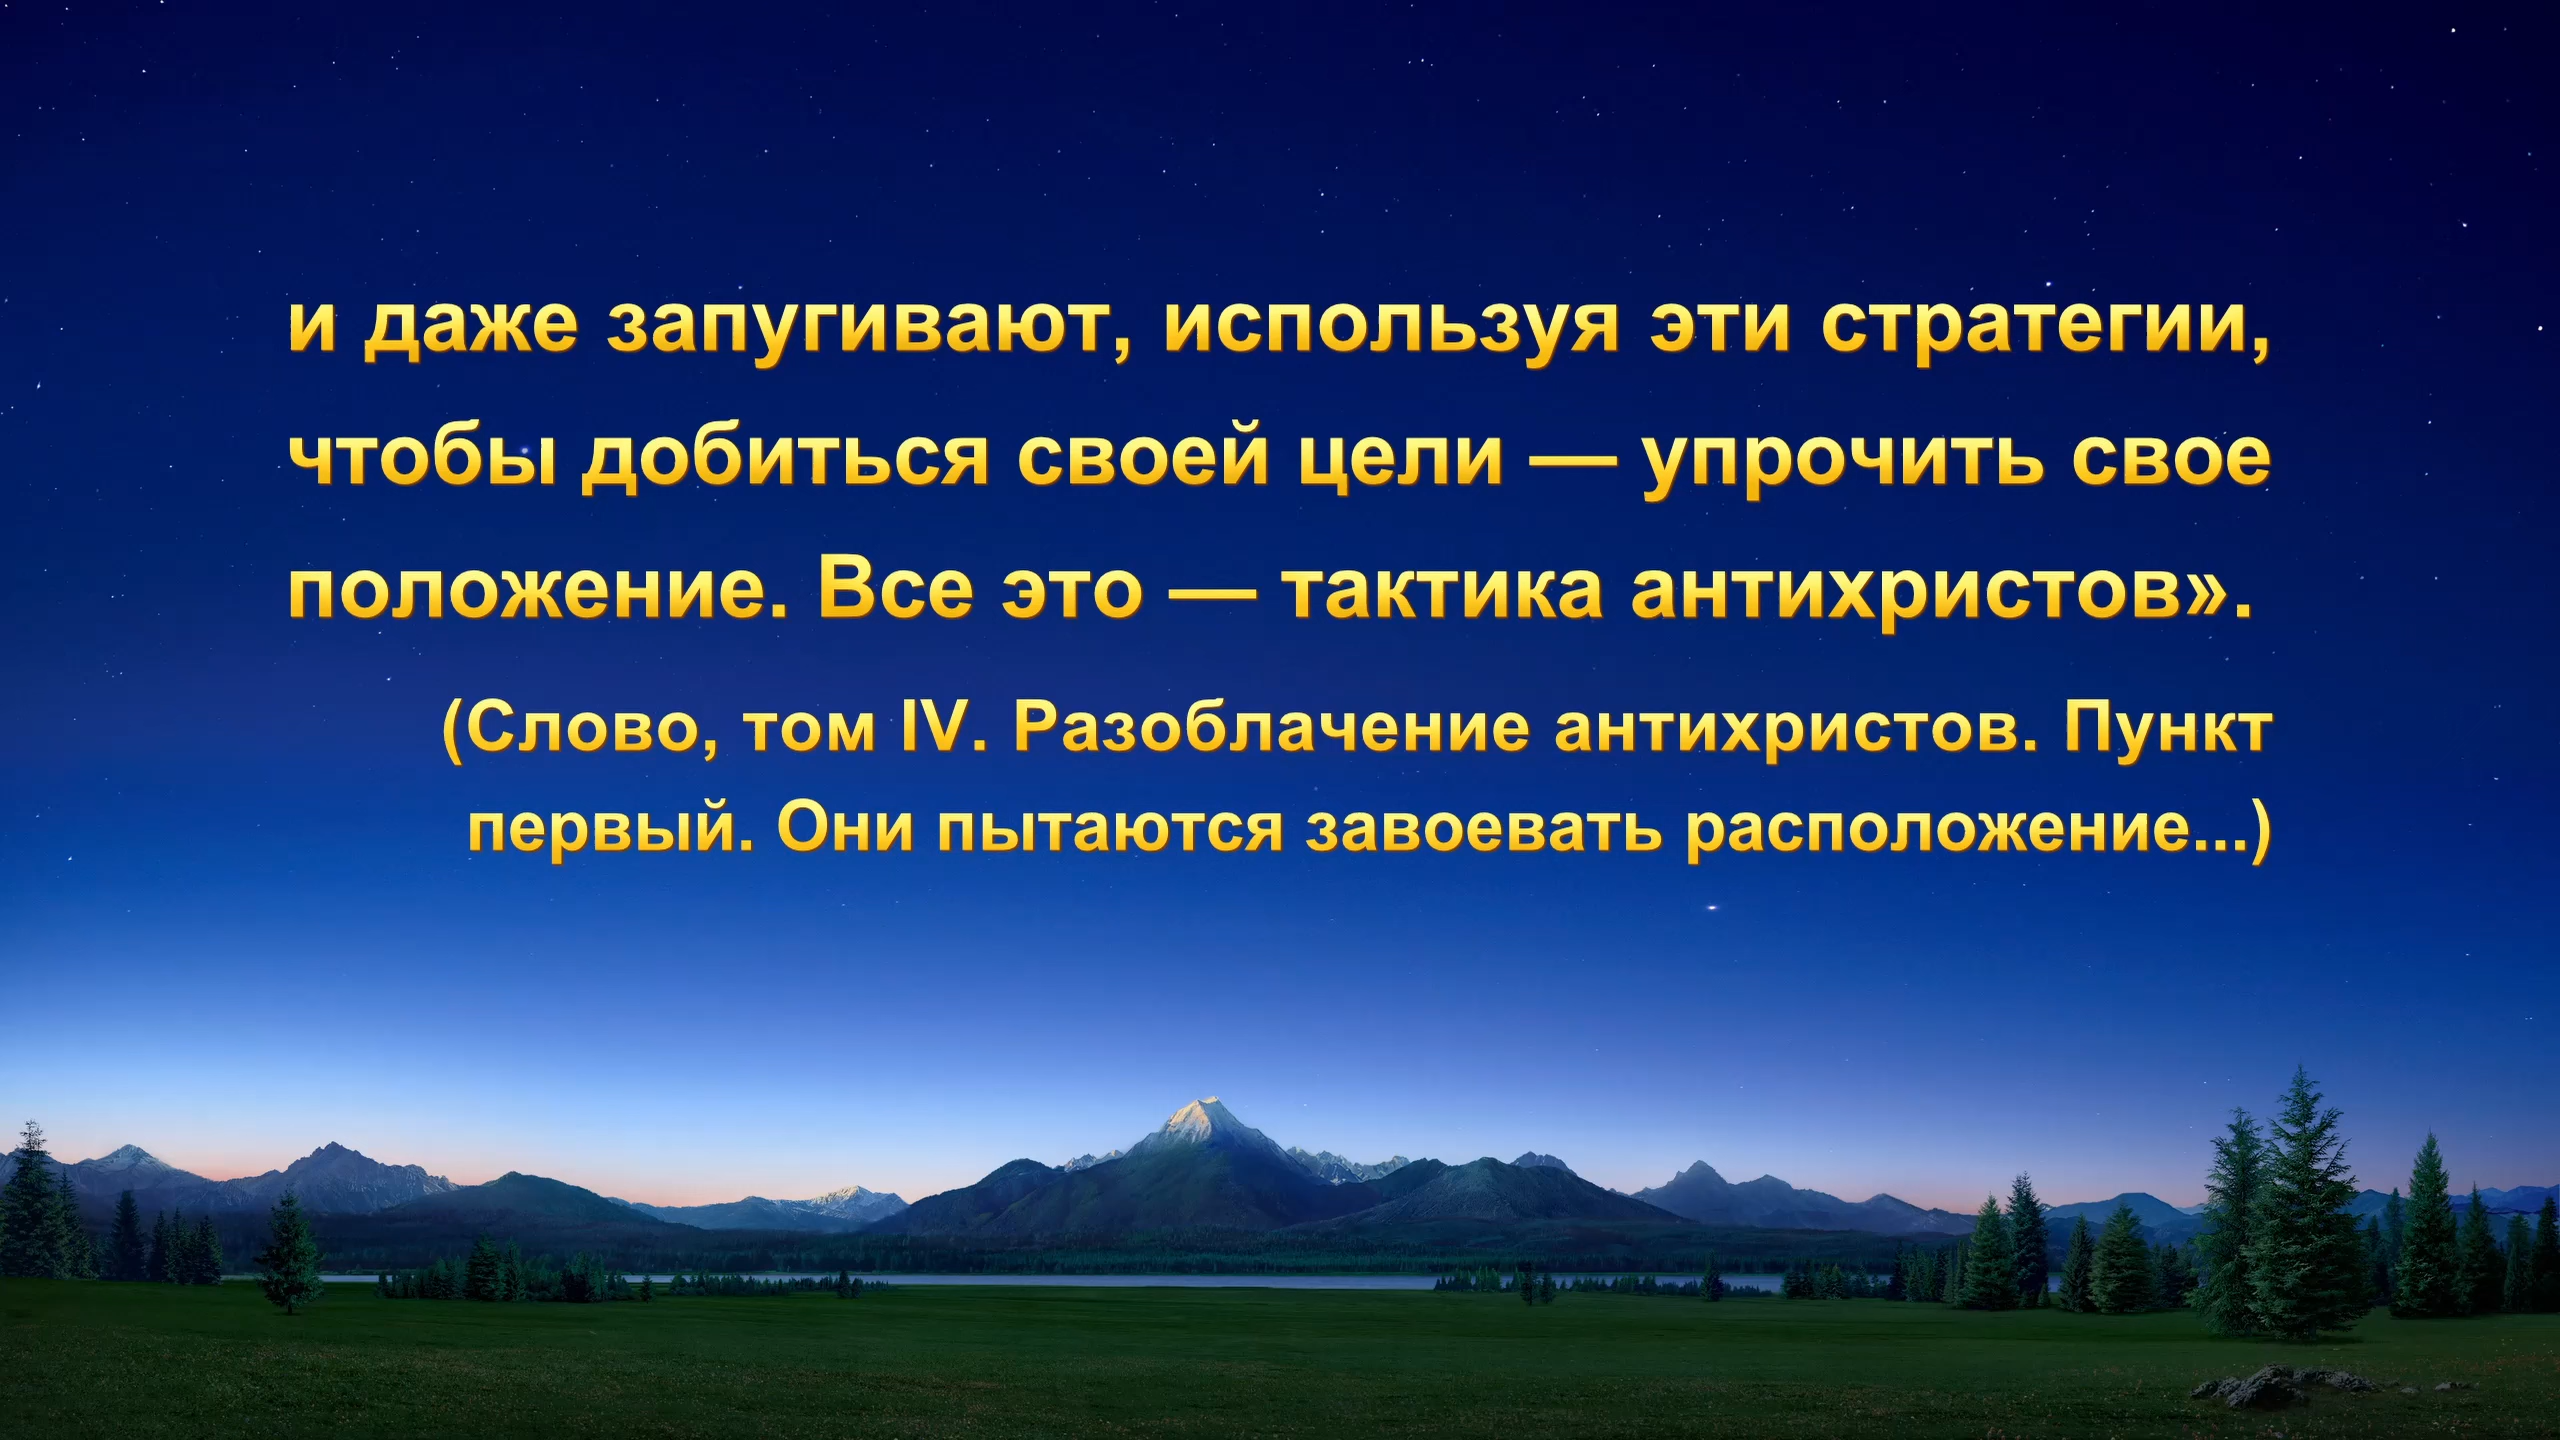 и даже запугивают, используя эти стратегии,
чтобы добиться своей цели — упрочить свое
положение. Все это — тактика антихристов».
(Слово, том IV. Разоблачение антихристов. Пункт
первый. Они пытаются завоевать расположение...)